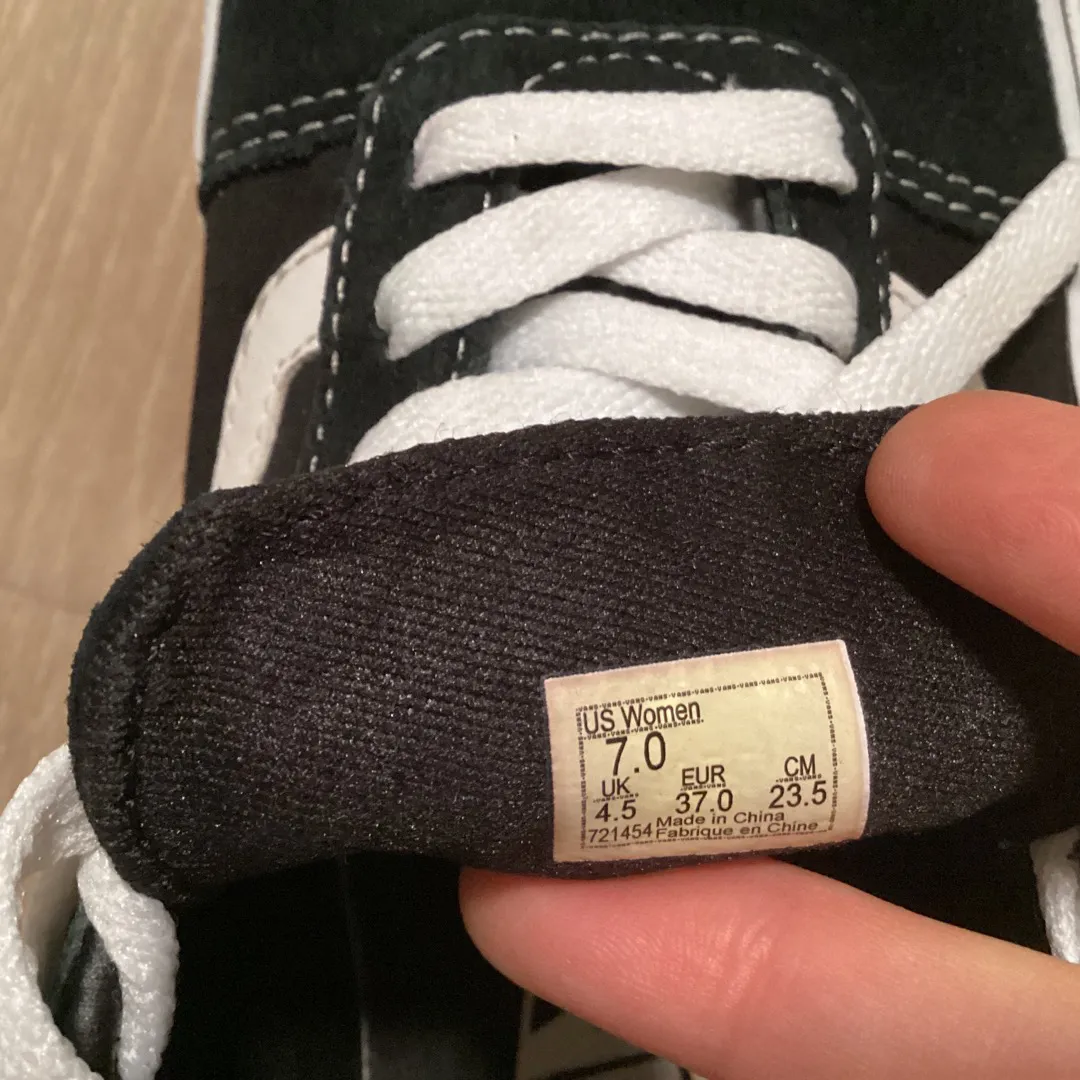 US Women
7.0
UK EUR CM
4.5 37.0 23.5
Made in China
721454 Fabrique en Chine